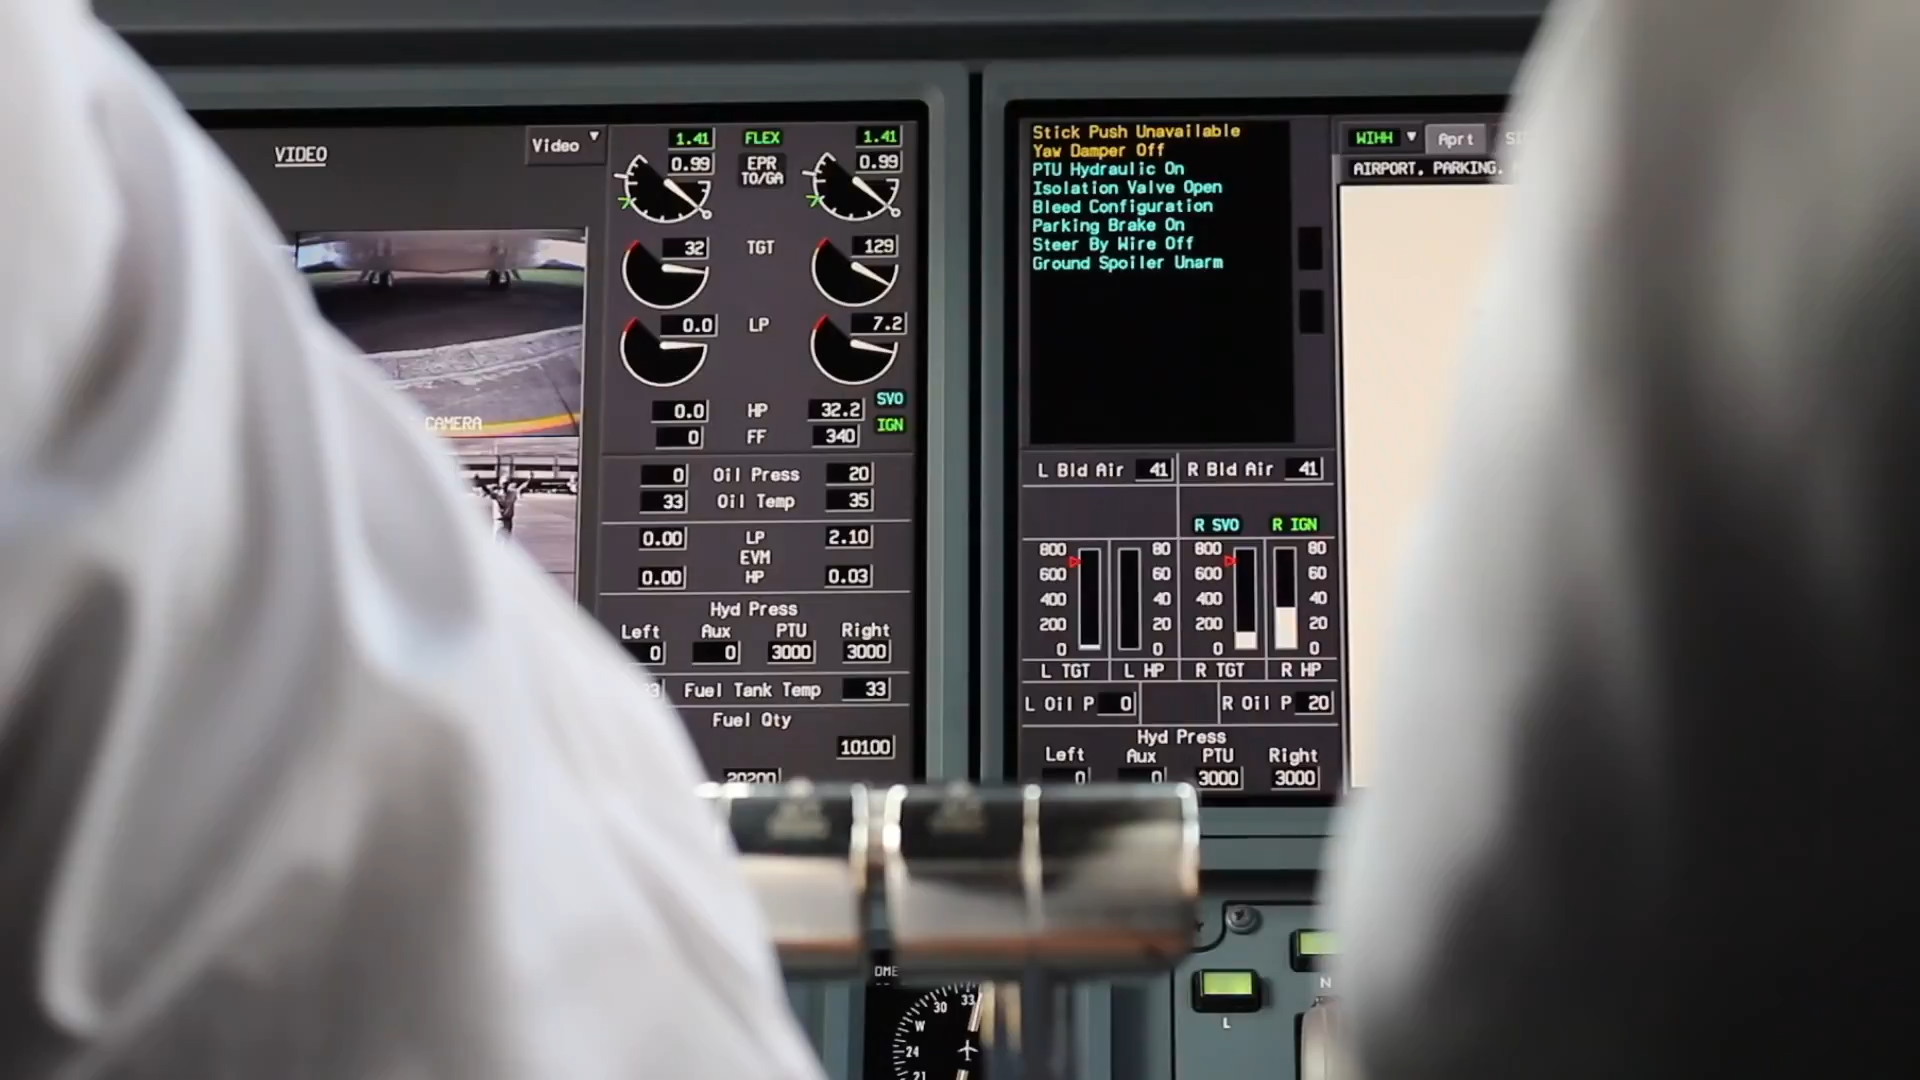 VIDEO
Video
CAMERA
1.41 FLEX 1.41
0.99 EPR 0.99
TO/GA
32 TGT 129
0.0 LP 7.2
SVO
0.0 HP 32.2
IGN
0 FF 340
0 Oil Press 20
33 Oil Temp 35
0.00 LP 2.10
EVM
0.00 HP 0.03
Hyd Press
Left Aux PTU Right
0 0 3000 3000
Fuel Tank Temp 33
Fuel Qty
10100
20200
Stick Push Unavailable
Yaw Damper Off
PTU Hydraulic On
Isolation Valve Open
Bleed Configuration
Parking Brake On
Steer By Wire Off
Ground Spoiler Unarm
WIHH Aprt
AIRPORT, PARKING.
L Bld Air 41 R Bld Air 41
R SVO R IGN
800 80 800 80
600 60 600 60
400 40 400 40
200 20 200 20
0 0 0 0
L TGT L HP R TGT R HP
L Oil P 0 R Oil P 20
Hyd Press
Left Aux PTU Right
0 0 3000 3000
DME
30 33
W
24
21
N
L